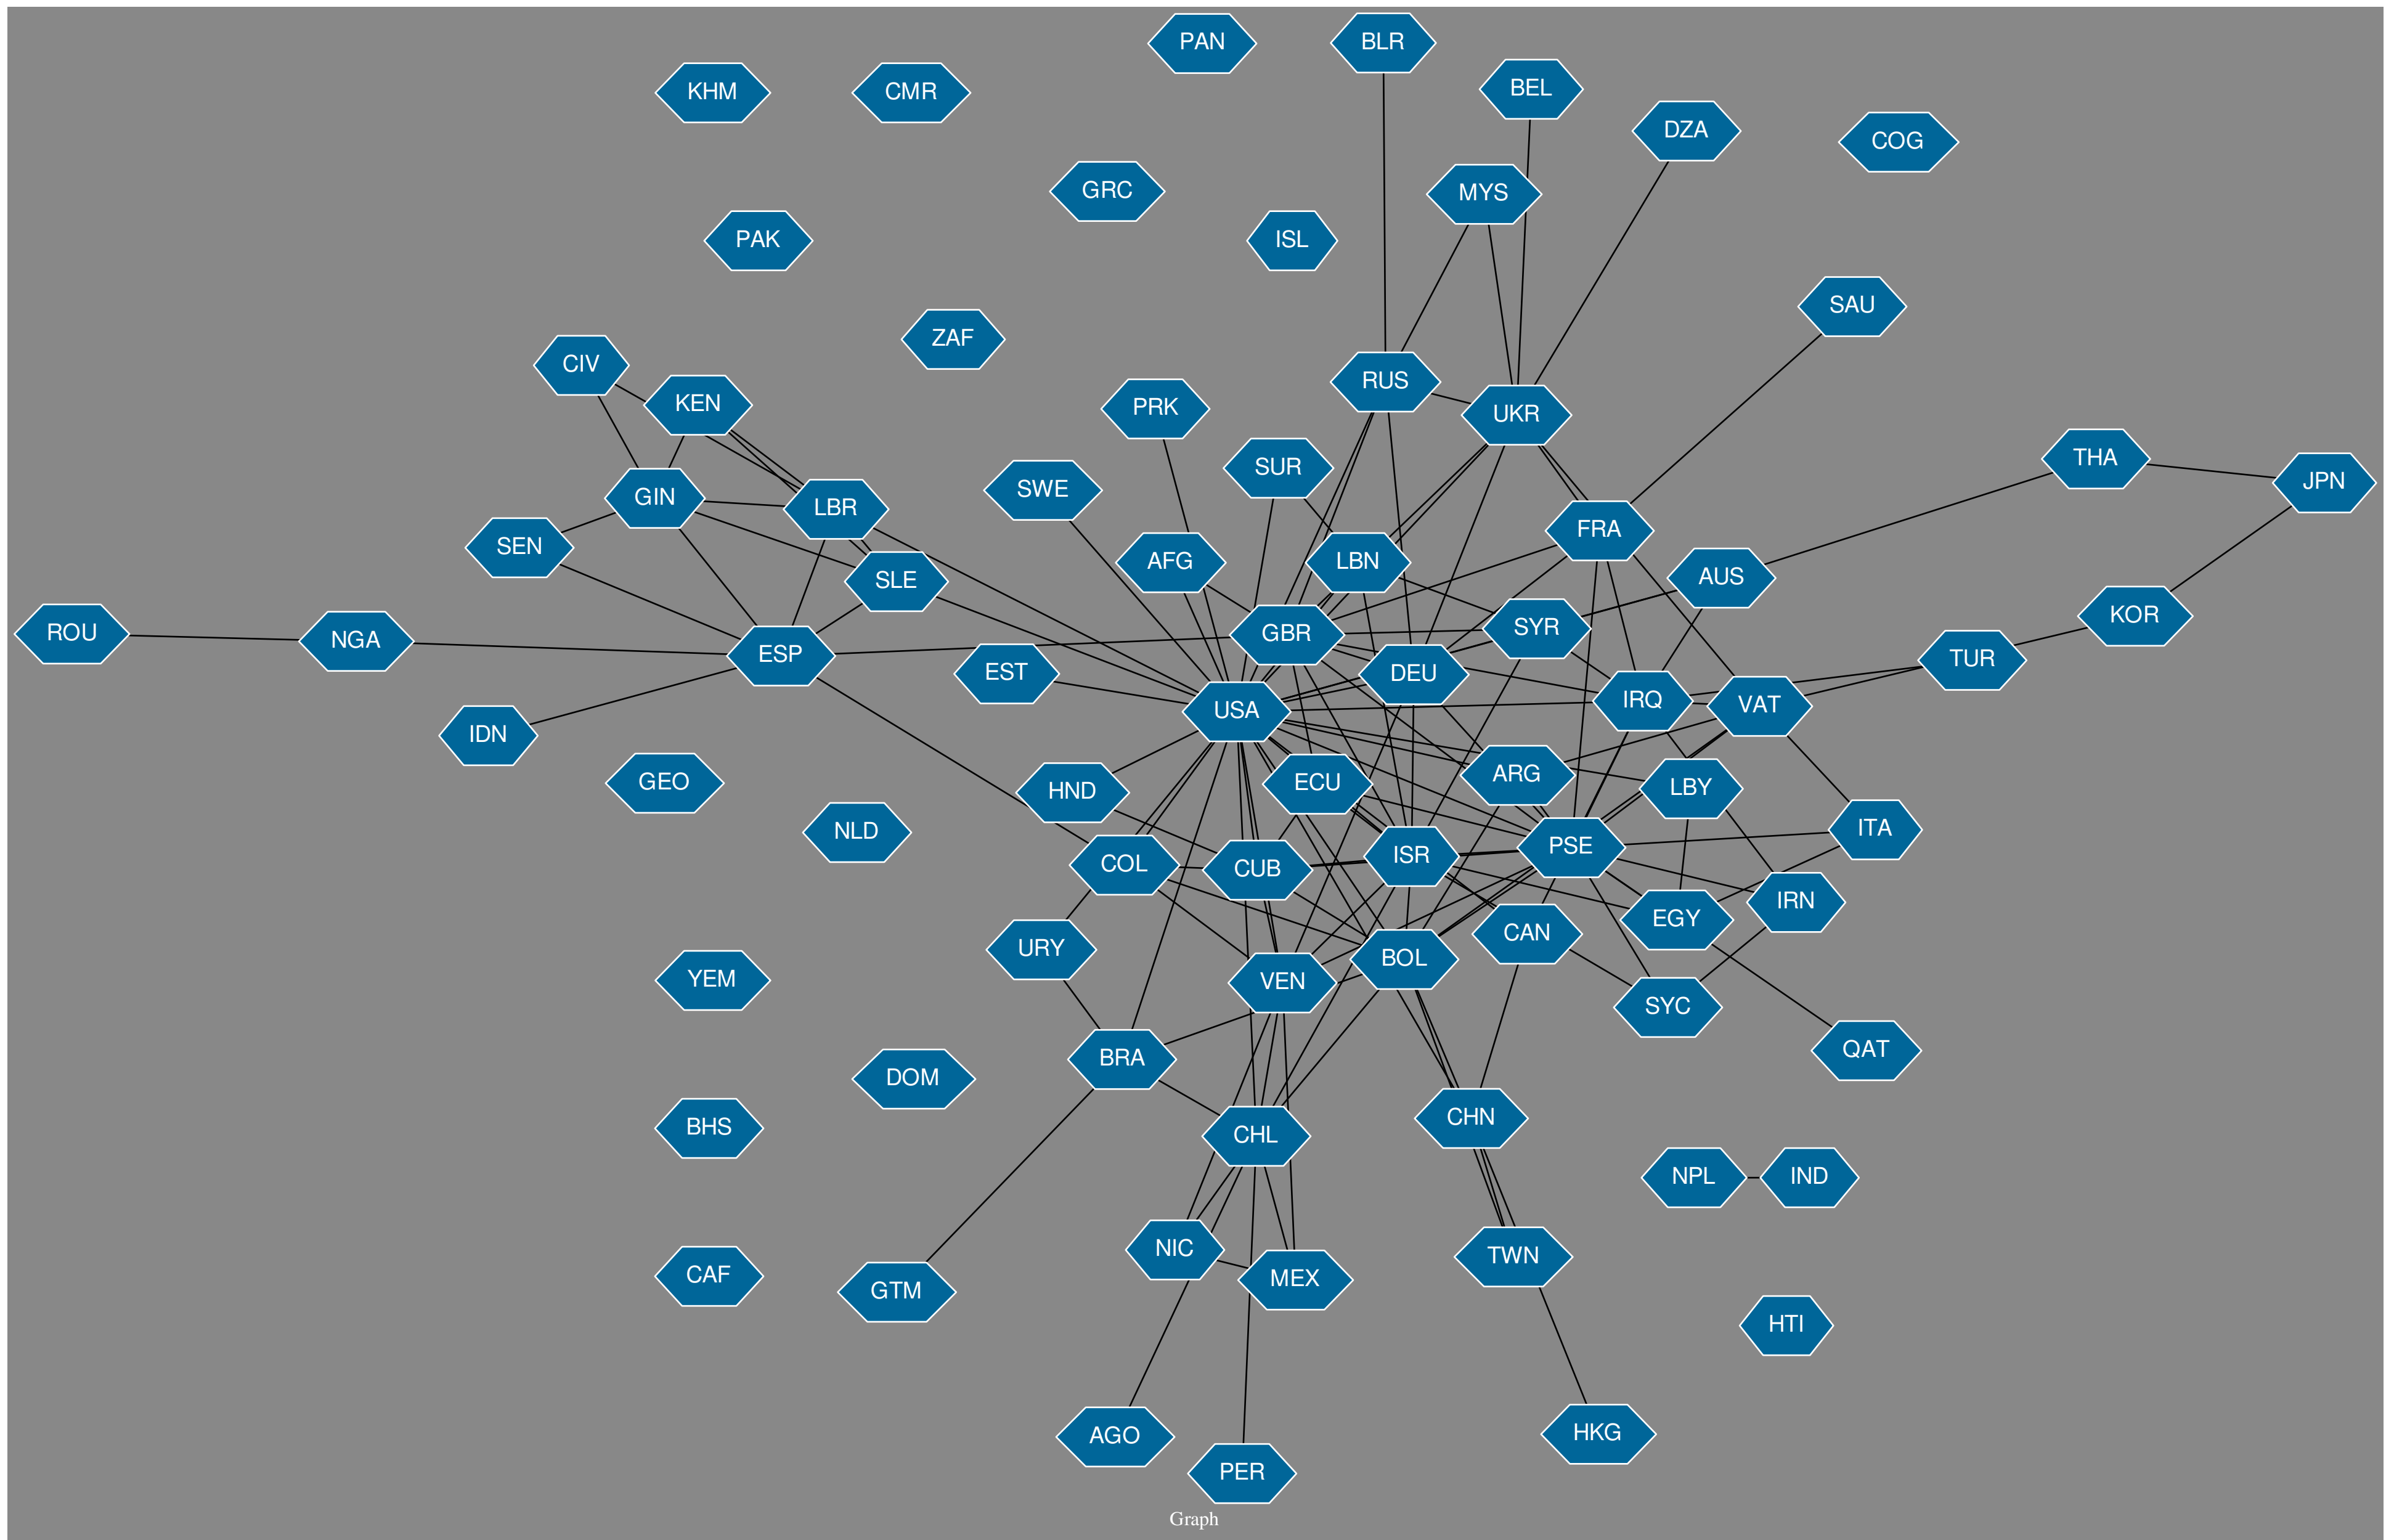 PAN
BLR
BEL
KHM
CMR
DZA
COG
GRC
MYS
PAK
ISL
SAU
ZAF
CIV
RUS
KEN
PRK
UKR
THA
SUR
JPN
SWE
GIN
LBR
FRA
SEN
AFG
LBN
AUS
SLE
KOR
SYR
ROU
GBR
NGA
ESP
TUR
EST
DEU
IRQ
VAT
USA
IDN
ARG
GEO
ECU
LBY
HND
ITA
NLD
PSE
ISR
COL
CUB
IRN
EGY
CAN
URY
BOL
YEM
VEN
SYC
QAT
BRA
DOM
CHN
BHS
CHL
NPL
IND
NIC
TWN
CAF
MEX
GTM
HTI
HKG
AGO
PER
Graph